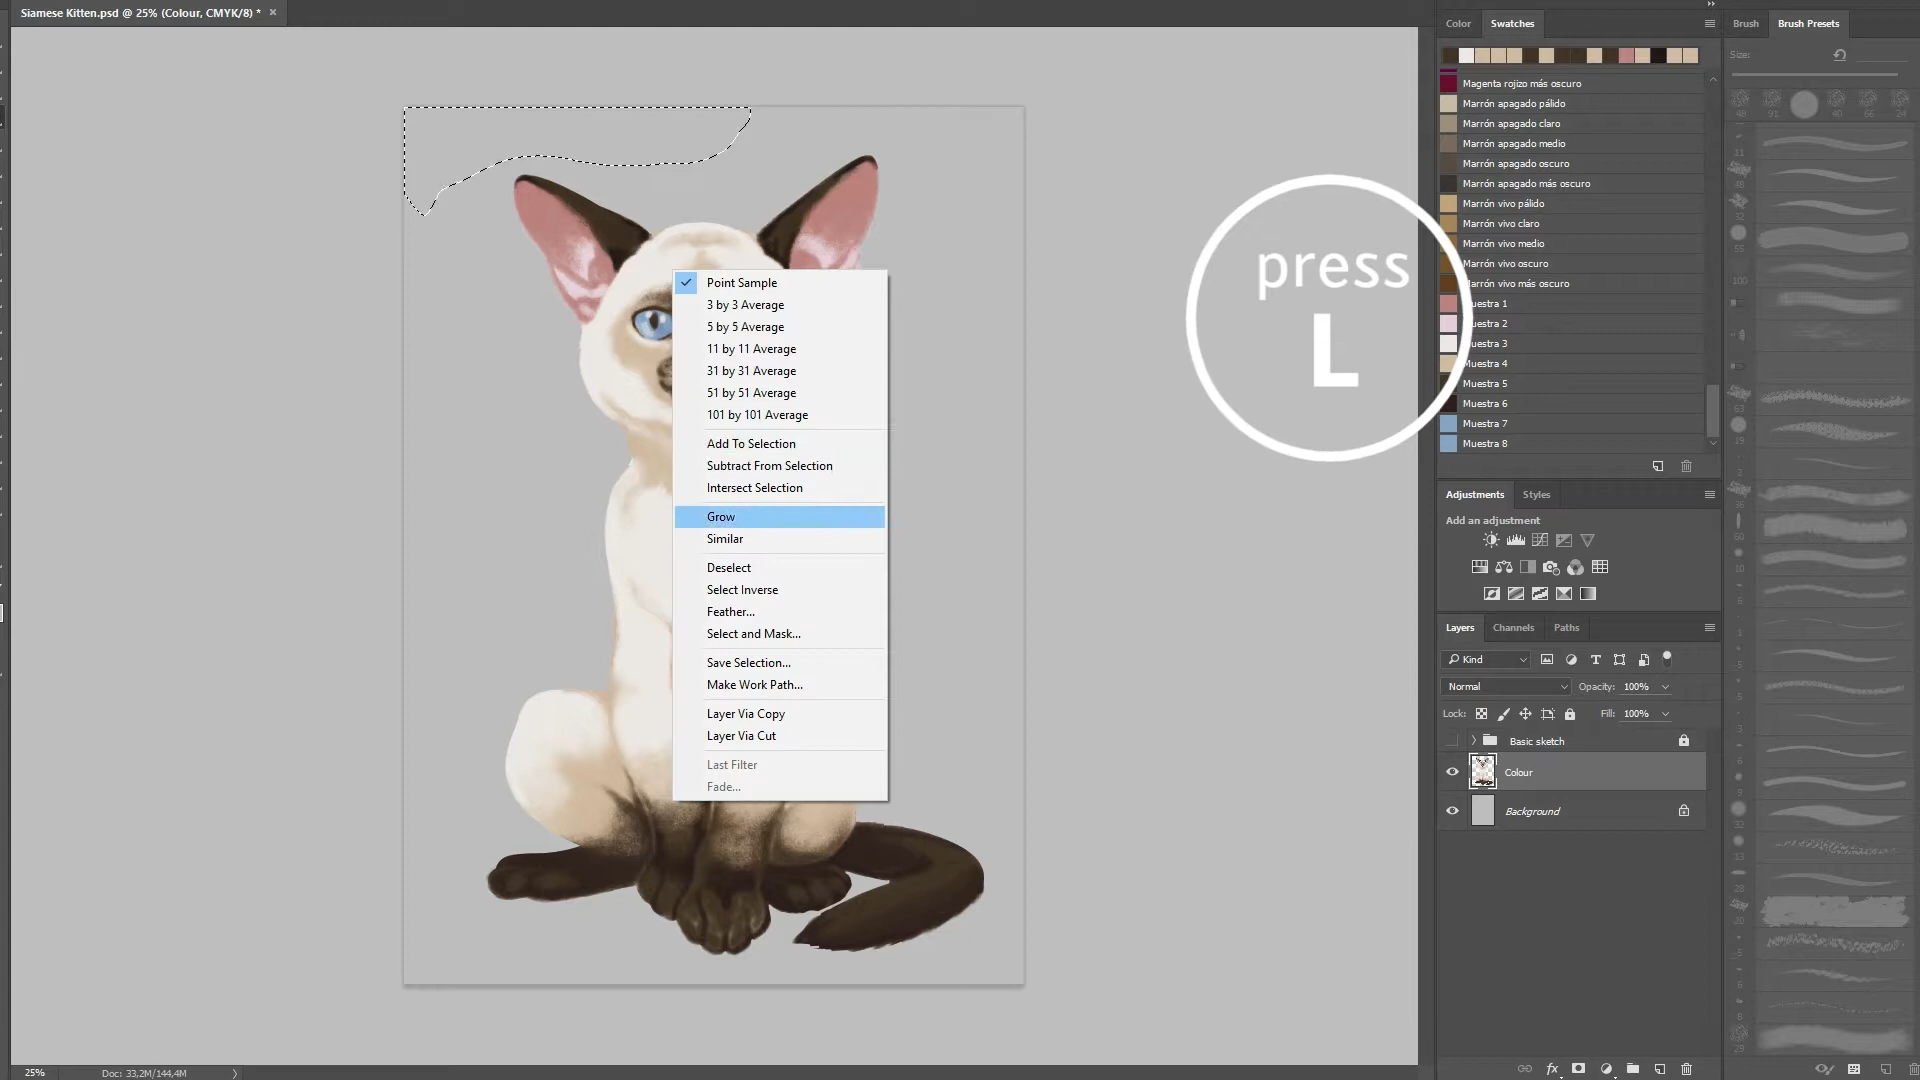 Siamese Kitten.psd @ 25% (Colour, CMYK/8) *
press
L
Point Sample
3 by 3 Average
5 by 5 Average
11 by 11 Average
31 by 31 Average
51 by 51 Average
101 by 101 Average
Add To Selection
Subtract From Selection
Intersect Selection
Grow
Similar
Deselect
Select Inverse
Feather...
Select and Mask...
Save Selection...
Make Work Path...
Layer Via Copy
Layer Via Cut
Last Filter
Fade...
25%
Doc: 33,2M/144,4M
Color
Swatches
Magenta rojizo más oscuro
Marrón apagado pálido
Marrón apagado claro
Marrón apagado medio
Marrón apagado oscuro
Marrón apagado más oscuro
Marrón vivo pálido
Marrón vivo claro
Marrón vivo medio
Marrón vivo oscuro
Marrón vivo más oscuro
uestra 1
uestra 2
uestra 3
uestra 4
Muestra 5
Muestra 6
Muestra 7
Muestra 8
Adjustments
Styles
Add an adjustment
Layers
Channels
Paths
Kind
Normal
Opacity: 100%
Lock:
Fill: 100%
Basic sketch
Colour
Background
fx
Brush
Brush Presets
Size: